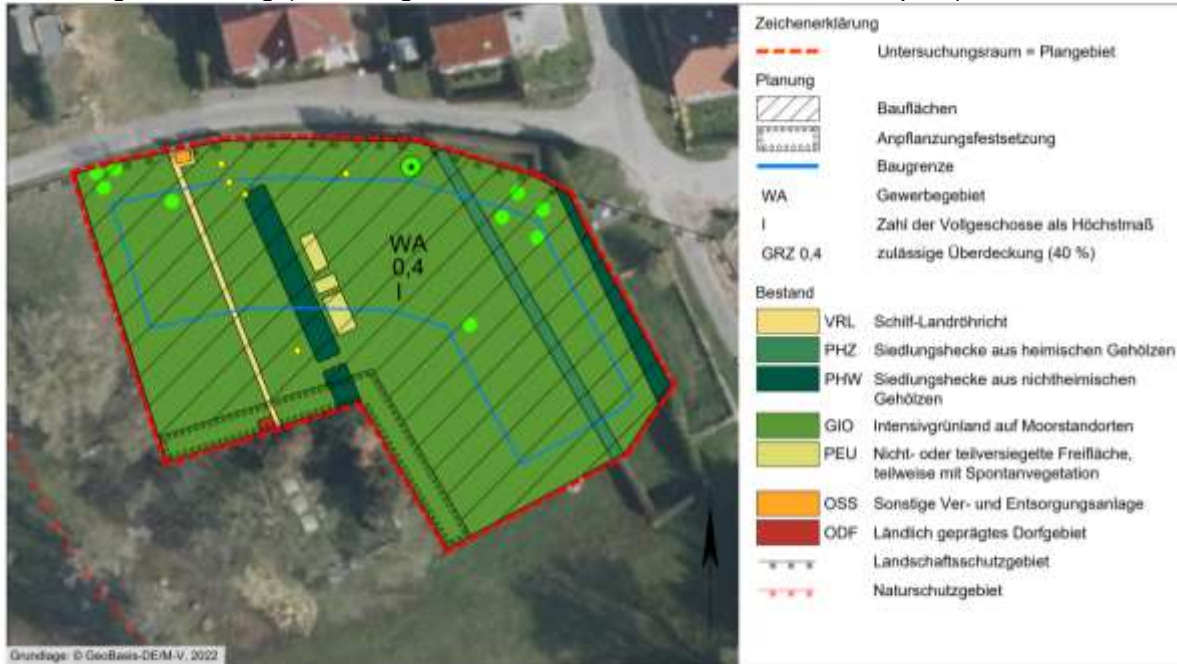 WA
0,4
I
Grundlage: © GeoBasis-DE/M-V, 2022
Zeichenerklärung
Untersuchungsraum = Plangebiet
Planung
Bauflächen
Anpflanzungsfestsetzung
Baugrenze
WA Gewerbegebiet
I Zahl der Vollgeschosse als Höchstmaß
GRZ 0,4 zulässige Überdeckung (40 %)
Bestand
VRL Schilf-Landröhricht
PHZ Siedlungshecke aus heimischen Gehölzen
PHW Siedlungshecke aus nichtheimischen
Gehölzen
GIO Intensivgrünland auf Moorstandorten
PEU Nicht- oder teilversiegelte Freifläche,
teilweise mit Spontanvegetation
OSS Sonstige Ver- und Entsorgungsanlage
ODF Ländlich geprägtes Dorfgebiet
Landschaftsschutzgebiet
Naturschutzgebiet